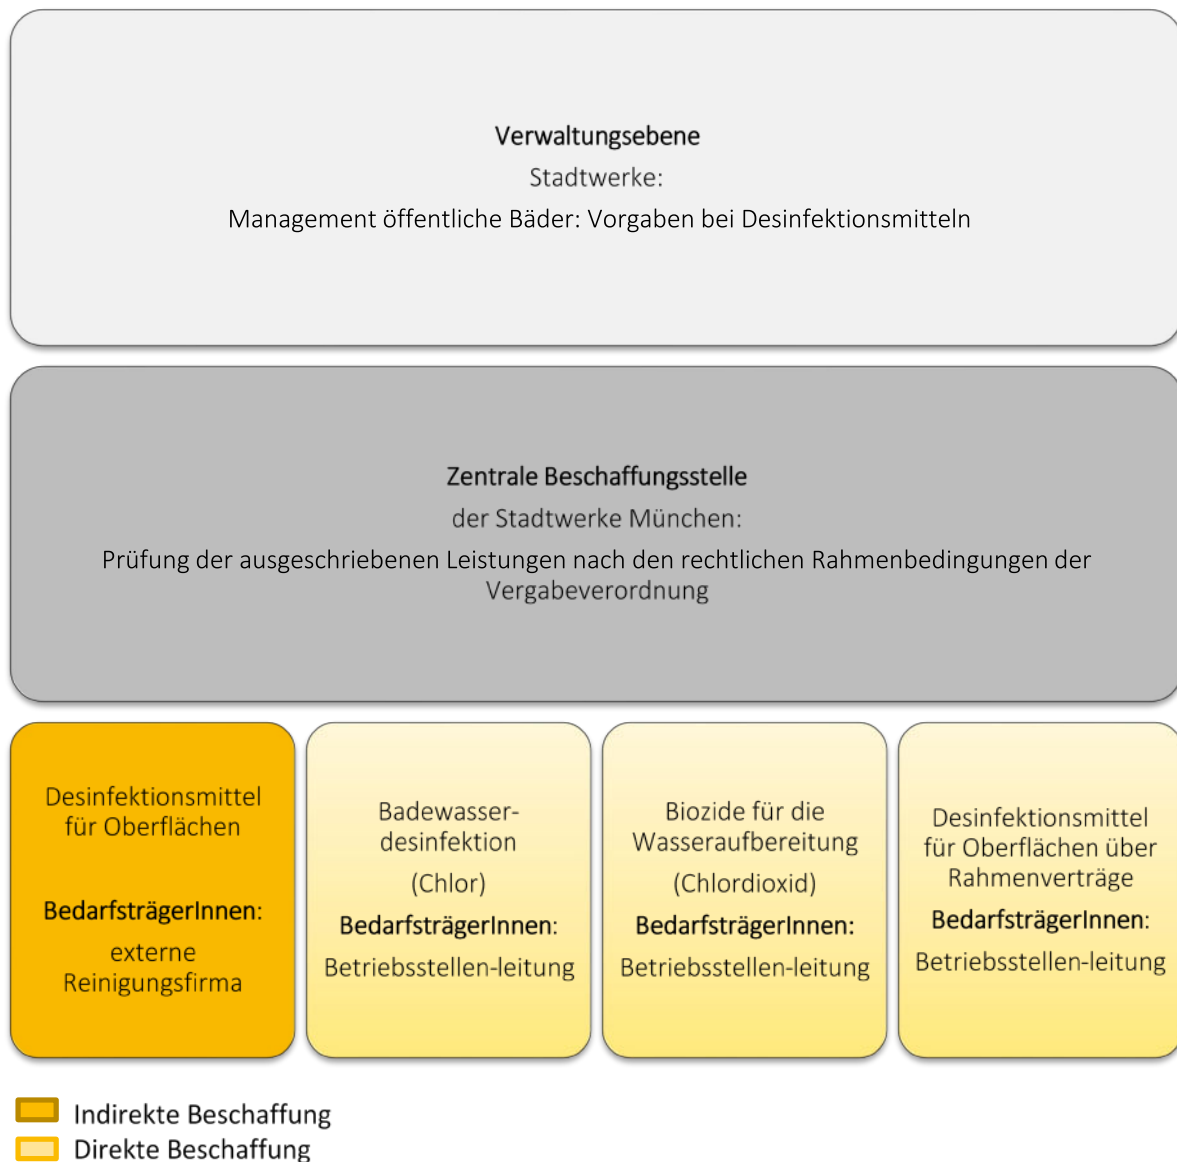 Verwaltungsebene
Stadtwerke:
Management öffentliche Bäder: Vorgaben bei Desinfektionsmitteln
Zentrale Beschaffungsstelle
der Stadtwerke München:
Prüfung der ausgeschriebenen Leistungen nach den rechtlichen Rahmenbedingungen der
Vergabeverordnung
Desinfektionsmittel
für Oberflächen
BedarfsträgerInnen:
externe
Reinigungsfirma
Badewasser-
desinfektion
(Chlor)
BedarfsträgerInnen:
Betriebsstellen-leitung
Biozide für die
Wasseraufbereitung
(Chlordioxid)
BedarfsträgerInnen:
Betriebsstellen-leitung
Desinfektionsmittel
für Oberflächen über
Rahmenverträge
BedarfsträgerInnen:
Betriebsstellen-leitung
Indirekte Beschaffung
Direkte Beschaffung